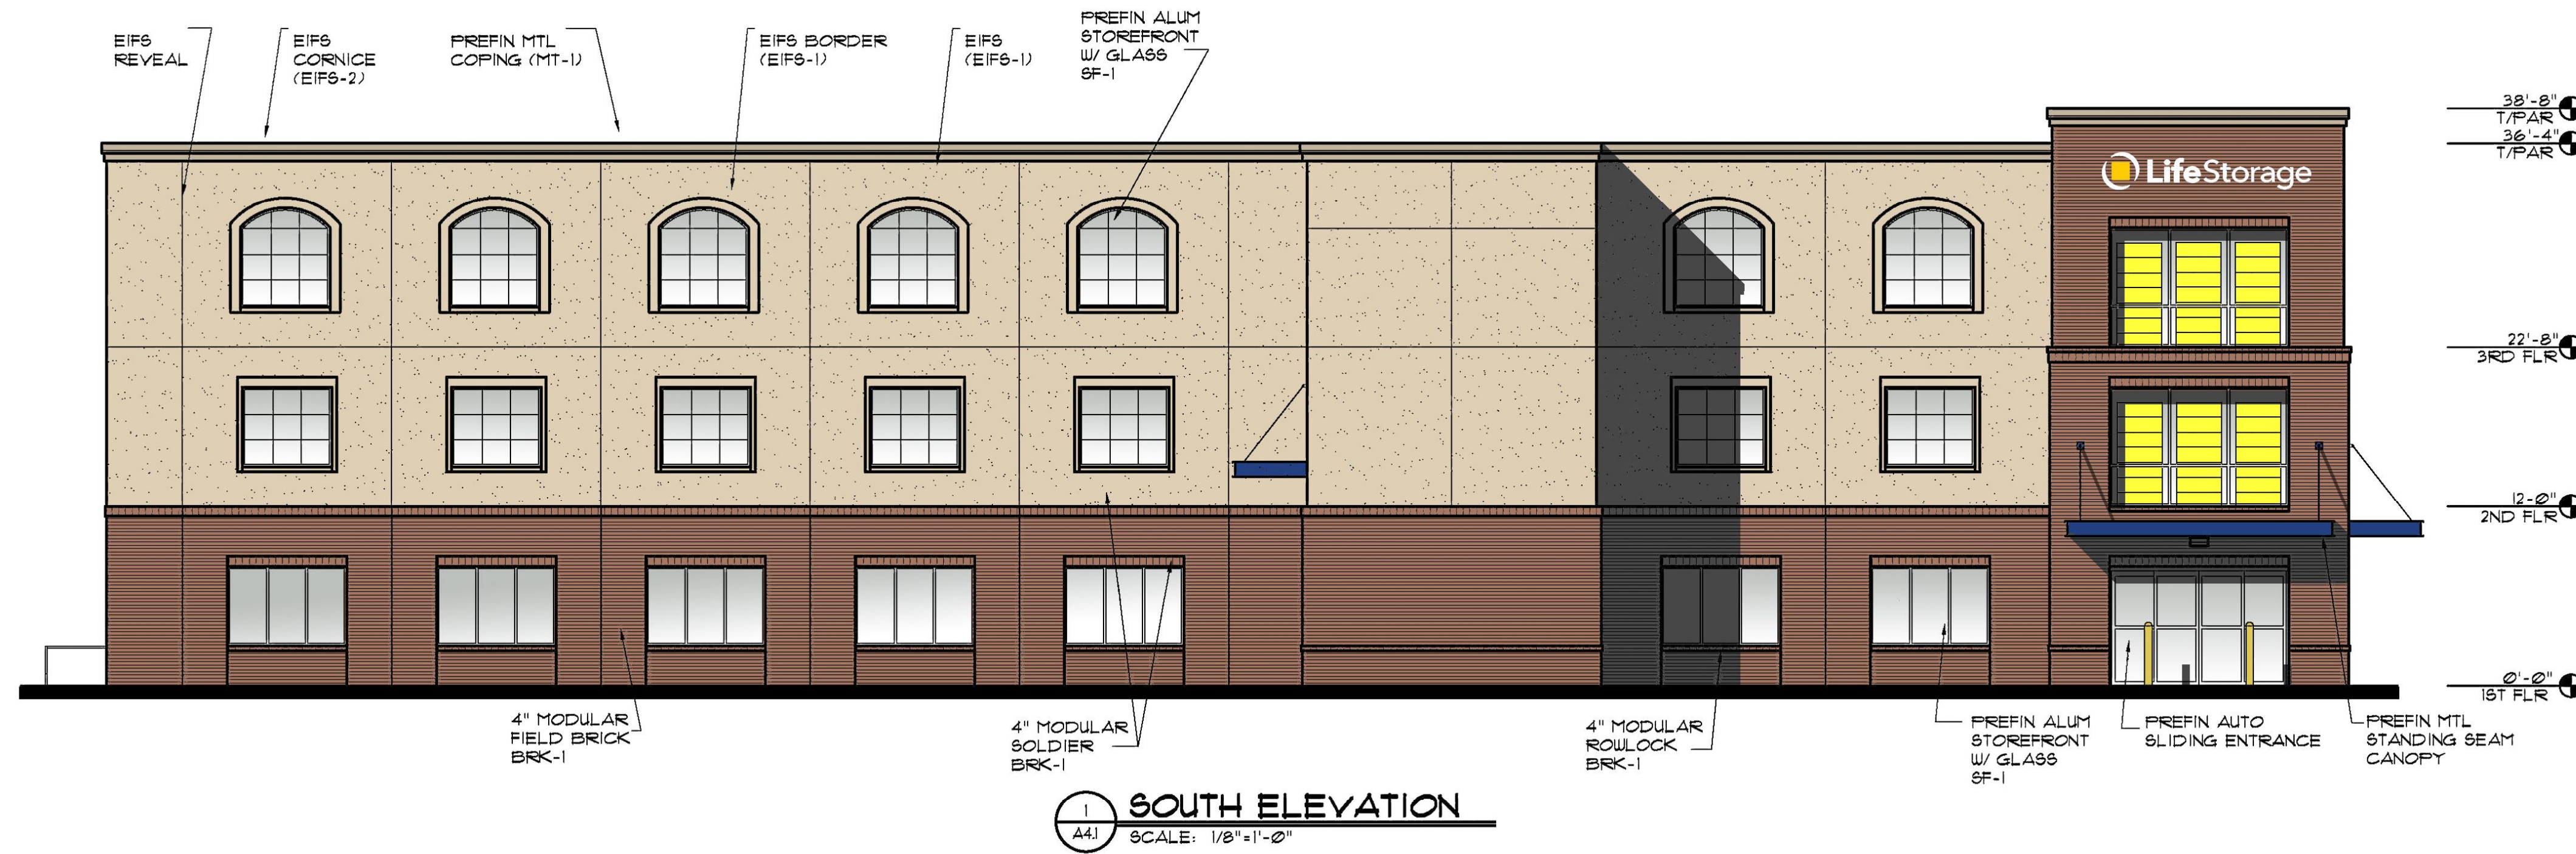 EIFS
REVEAL
EIFS
CORNICE
(EIFS-2)
PREFIN MTL
COPING (MT-1)
EIFS BORDER
(EIFS-1)
EIFS
(EIFS-1)
PREFIN ALUM
STOREFRONT
W/ GLASS
SF-1
LifeStorage
38'-8"
T/PAR
36'-4"
T/PAR
22'-8"
3RD FLR
12'-0"
2ND FLR
0'-0"
1ST FLR
4" MODULAR
FIELD BRICK
BRK-1
4" MODULAR
SOLDIER
BRK-1
4" MODULAR
ROWLOCK
BRK-1
PREFIN ALUM
STOREFRONT
W/ GLASS
SF-1
PREFIN AUTO
SLIDING ENTRANCE
PREFIN MTL
STANDING SEAM
CANOPY
1
A4.1
SOUTH ELEVATION
SCALE: 1/8"=1'-0"